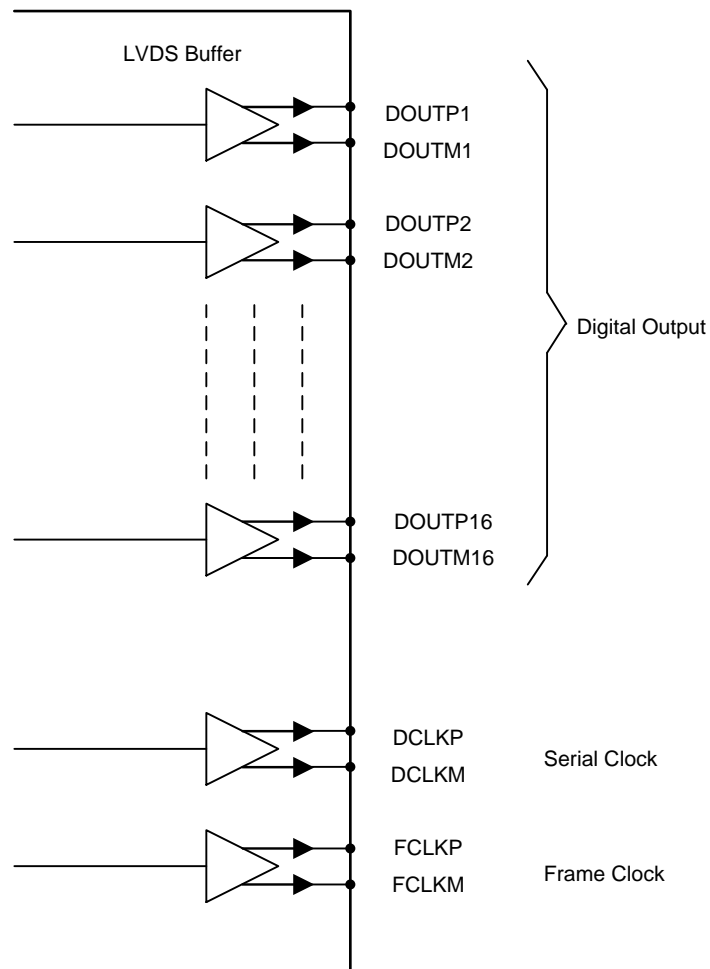 LVDS Buffer
DOUTP1
DOUTM1
DOUTP2
DOUTM2
Digital Output
DOUTP16
DOUTM16
DCLKP
Serial Clock
DCLKM
FCLKP
Frame Clock
FCLKM